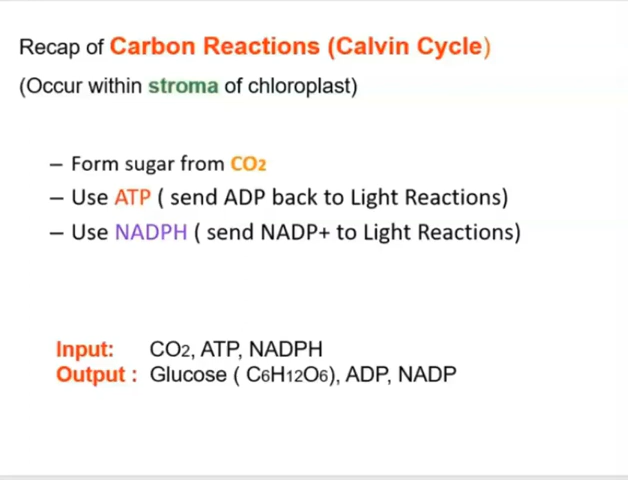 Recap of Carbon Reactions (Calvin Cycle)
(Occur within stroma of chloroplast)
– Form sugar from CO2
– Use ATP ( send ADP back to Light Reactions)
– Use NADPH ( send NADP+ to Light Reactions)
Input: CO2, ATP, NADPH
Output : Glucose ( C6H12O6), ADP, NADP